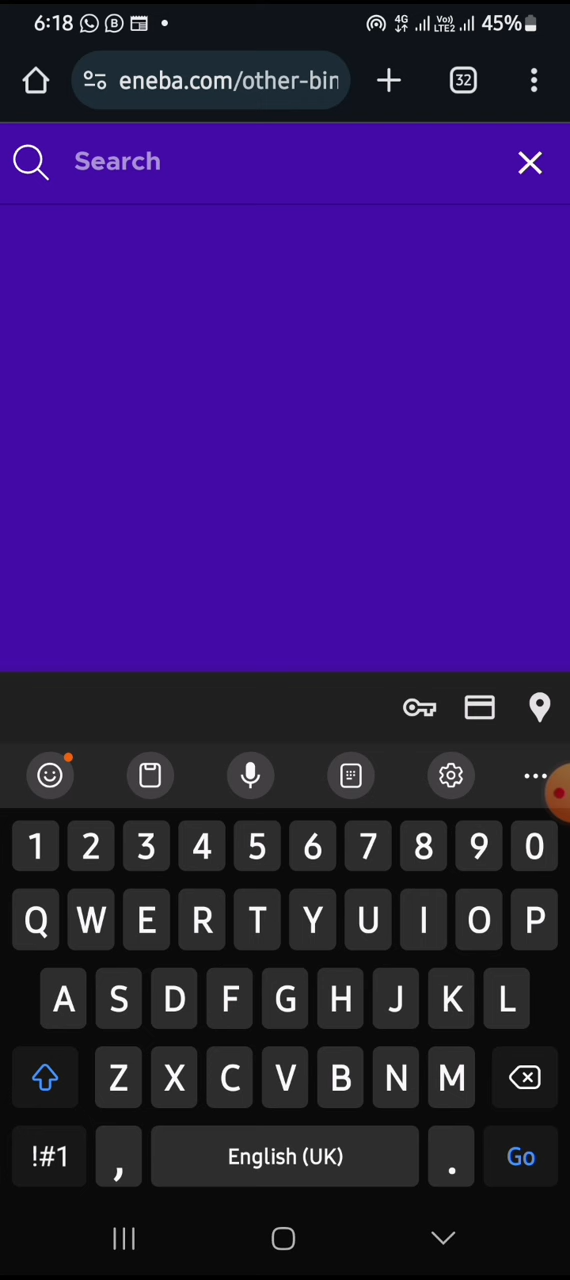 6:18 B 4G Vo)) LTE2 45%
eneba.com/other-bin 32
Search
1 2 3 4 5 6 7 8 9 0
Q W E R T Y U I O P
A S D F G H J K L
Z X C V B N M
!#1 , English (UK) . Go